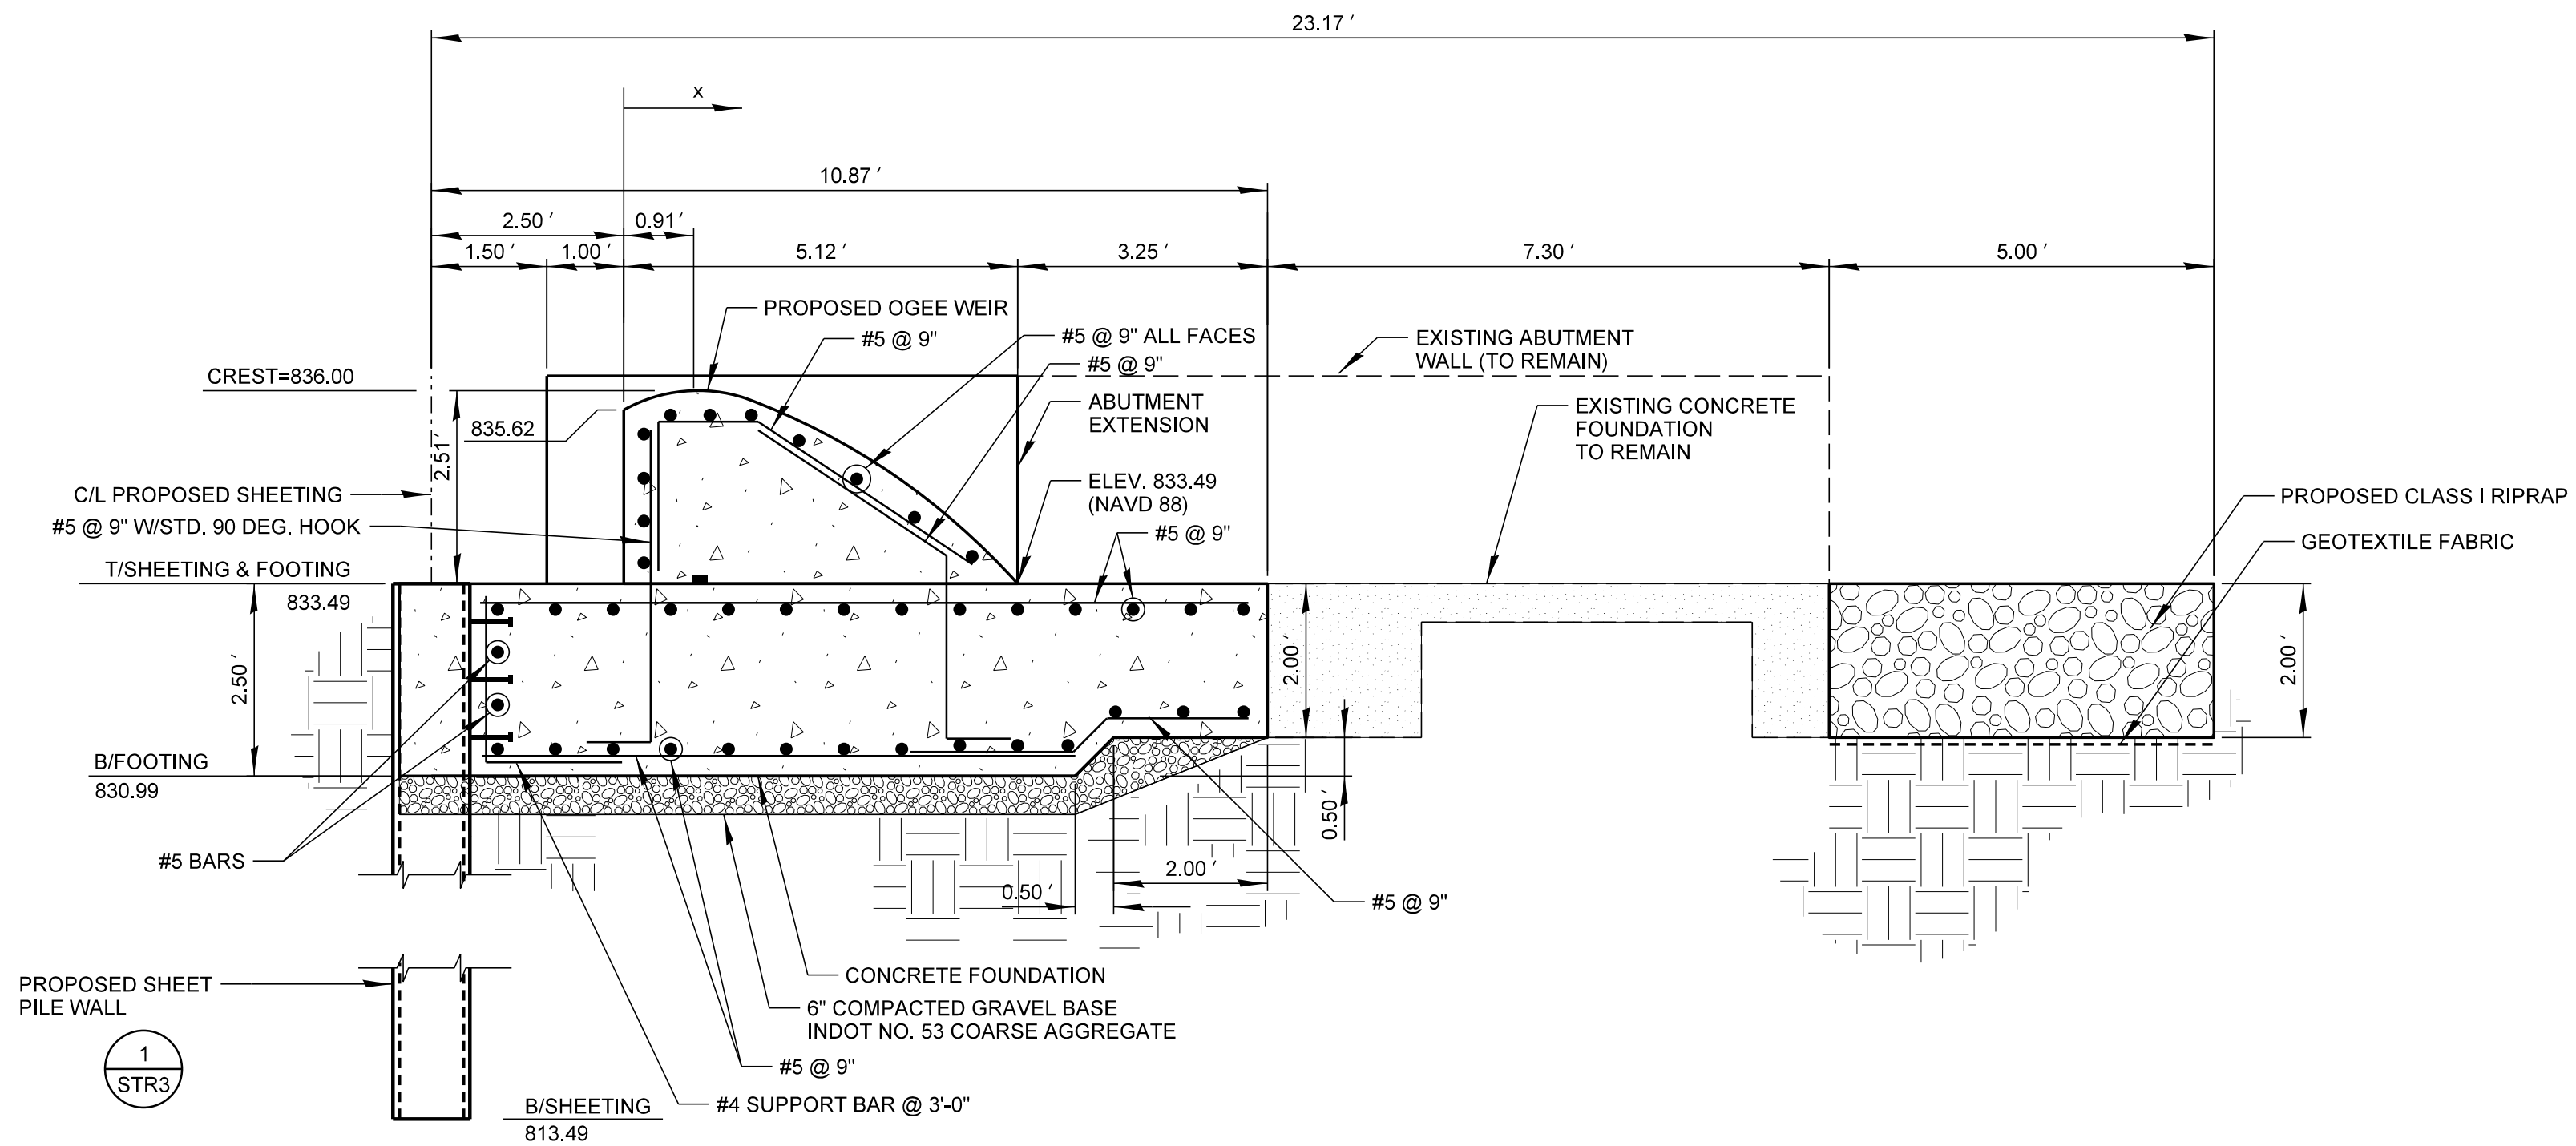 23.17 ′
x
10.87 ′
2.50 ′
0.91′
1.50 ′
1.00′
5.12′
3.25 ′
7.30 ′
5.00′
PROPOSED OGEE WEIR
#5 @ 9"
#5 @ 9" ALL FACES
#5 @ 9"
EXISTING ABUTMENT
WALL (TO REMAIN)
CREST=836.00
ABUTMENT
EXTENSION
EXISTING CONCRETE
FOUNDATION
TO REMAIN
835.62
2.51′
C/L PROPOSED SHEETING
#5 @ 9" W/STD. 90 DEG. HOOK
ELEV. 833.49
(NAVD 88)
#5 @ 9"
PROPOSED CLASS I RIPRAP
GEOTEXTILE FABRIC
T/SHEETING & FOOTING
833.49
2.50 ′
2.00′
2.00 ′
B/FOOTING
830.99
0.50′
#5 BARS
2.00 ′
0.50 ′
#5 @ 9"
PROPOSED SHEET
PILE WALL
CONCRETE FOUNDATION
6" COMPACTED GRAVEL BASE
INDOT NO. 53 COARSE AGGREGATE
1
STR3
#5 @ 9"
#4 SUPPORT BAR @ 3'-0"
B/SHEETING
813.49